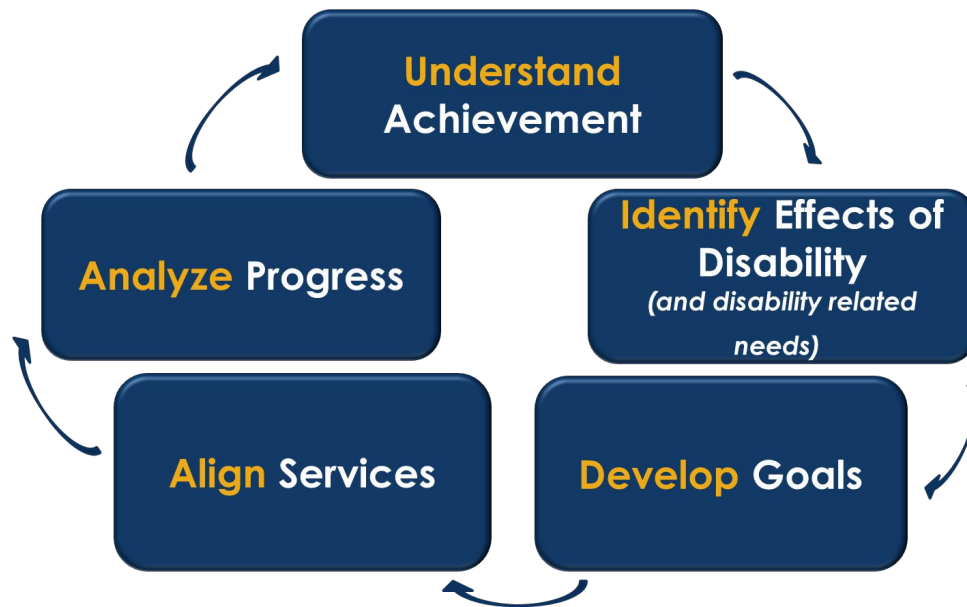 Understand
Achievement
Identify Effects of
Disability
(and disability related
needs)
Develop Goals
Align Services
Analyze Progress